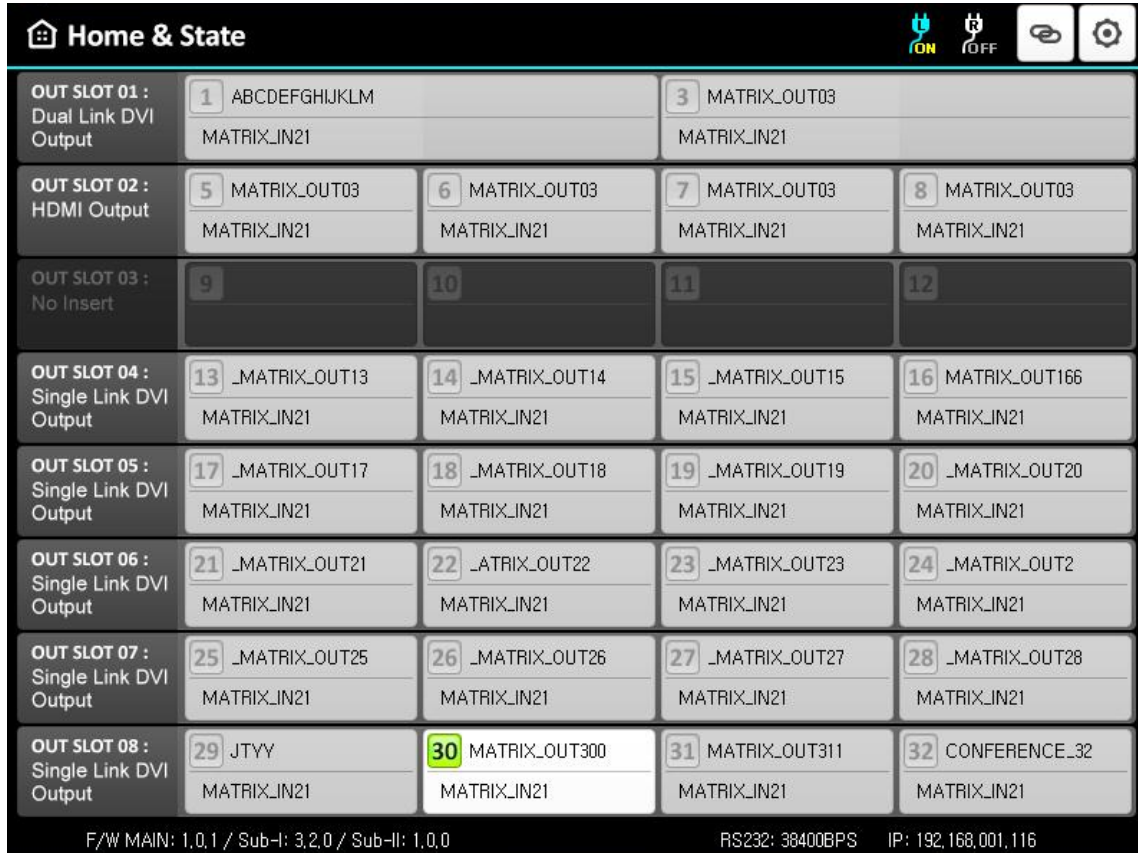 Home & State
L ON R OFF
OUT SLOT 01 :
Dual Link DVI
Output
1 ABCDEFGHIJKLM
MATRIX_IN21
3 MATRIX_OUT03
MATRIX_IN21
OUT SLOT 02 :
HDMI Output
5 MATRIX_OUT03
MATRIX_IN21
6 MATRIX_OUT03
MATRIX_IN21
7 MATRIX_OUT03
MATRIX_IN21
8 MATRIX_OUT03
MATRIX_IN21
OUT SLOT 03 :
No Insert
9
10
11
12
OUT SLOT 04 :
Single Link DVI
Output
13 _MATRIX_OUT13
MATRIX_IN21
14 _MATRIX_OUT14
MATRIX_IN21
15 _MATRIX_OUT15
MATRIX_IN21
16 MATRIX_OUT166
MATRIX_IN21
OUT SLOT 05 :
Single Link DVI
Output
17 _MATRIX_OUT17
MATRIX_IN21
18 _MATRIX_OUT18
MATRIX_IN21
19 _MATRIX_OUT19
MATRIX_IN21
20 _MATRIX_OUT20
MATRIX_IN21
OUT SLOT 06 :
Single Link DVI
Output
21 _MATRIX_OUT21
MATRIX_IN21
22 _ATRIX_OUT22
MATRIX_IN21
23 _MATRIX_OUT23
MATRIX_IN21
24 _MATRIX_OUT2
MATRIX_IN21
OUT SLOT 07 :
Single Link DVI
Output
25 _MATRIX_OUT25
MATRIX_IN21
26 _MATRIX_OUT26
MATRIX_IN21
27 _MATRIX_OUT27
MATRIX_IN21
28 _MATRIX_OUT28
MATRIX_IN21
OUT SLOT 08 :
Single Link DVI
Output
29 JTYY
MATRIX_IN21
30 MATRIX_OUT300
MATRIX_IN21
31 MATRIX_OUT311
MATRIX_IN21
32 CONFERENCE_32
MATRIX_IN21
F/W MAIN: 1.0.1 / Sub-I: 3.2.0 / Sub-II: 1.0.0
RS232: 38400BPS
IP: 192.168.001.116